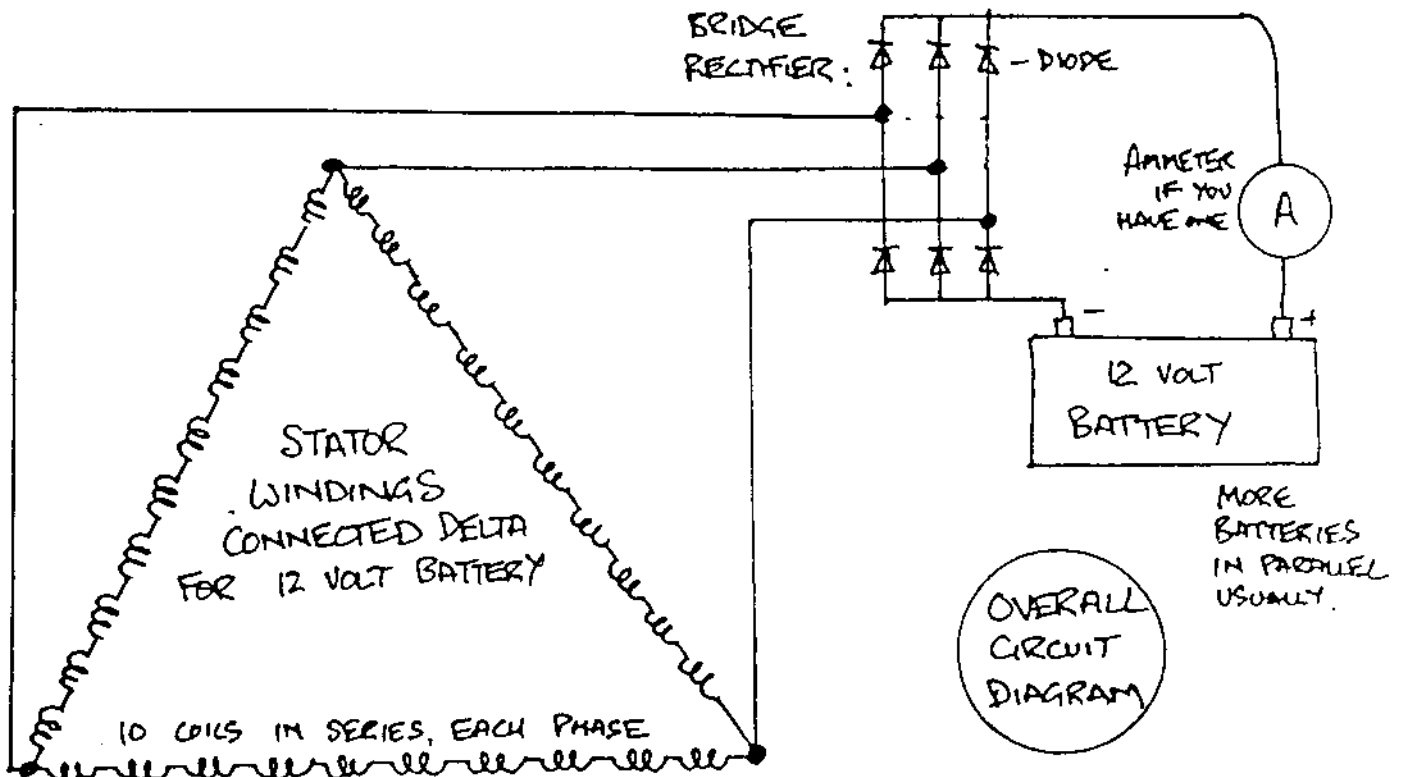 BRIDGE
RECTIFIER:
- DIODE
AMMETER
IF YOU
HAVE ONE
A
-
+
12 VOLT
BATTERY
STATOR
WINDINGS
CONNECTED DELTA
FOR 12 VOLT BATTERY
MORE
BATTERIES
IN PARALLEL
USUALLY.
OVERALL
CIRCUIT
DIAGRAM
10 COILS IN SERIES, EACH PHASE